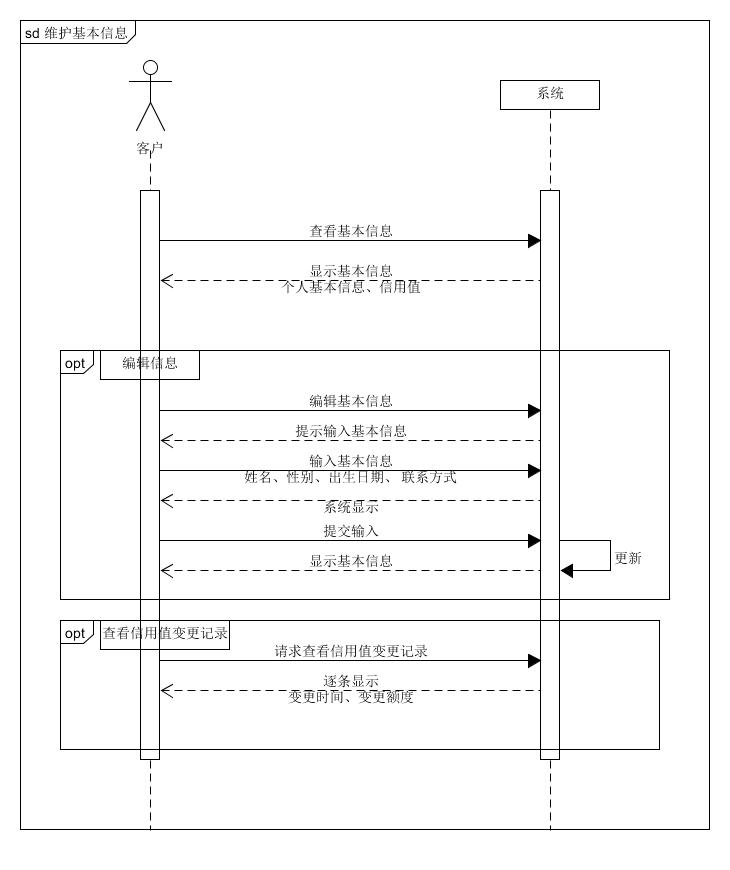 sd 维护基本信息
客户
系统
查看基本信息
显示基本信息
个人基本信息、信用值
opt
编辑信息
编辑基本信息
提示输入基本信息
输入基本信息
姓名、性别、出生日期、 联系方式
系统显示
提交输入
显示基本信息
更新
opt
查看信用值变更记录
请求查看信用值变更记录
逐条显示
变更时间、变更额度